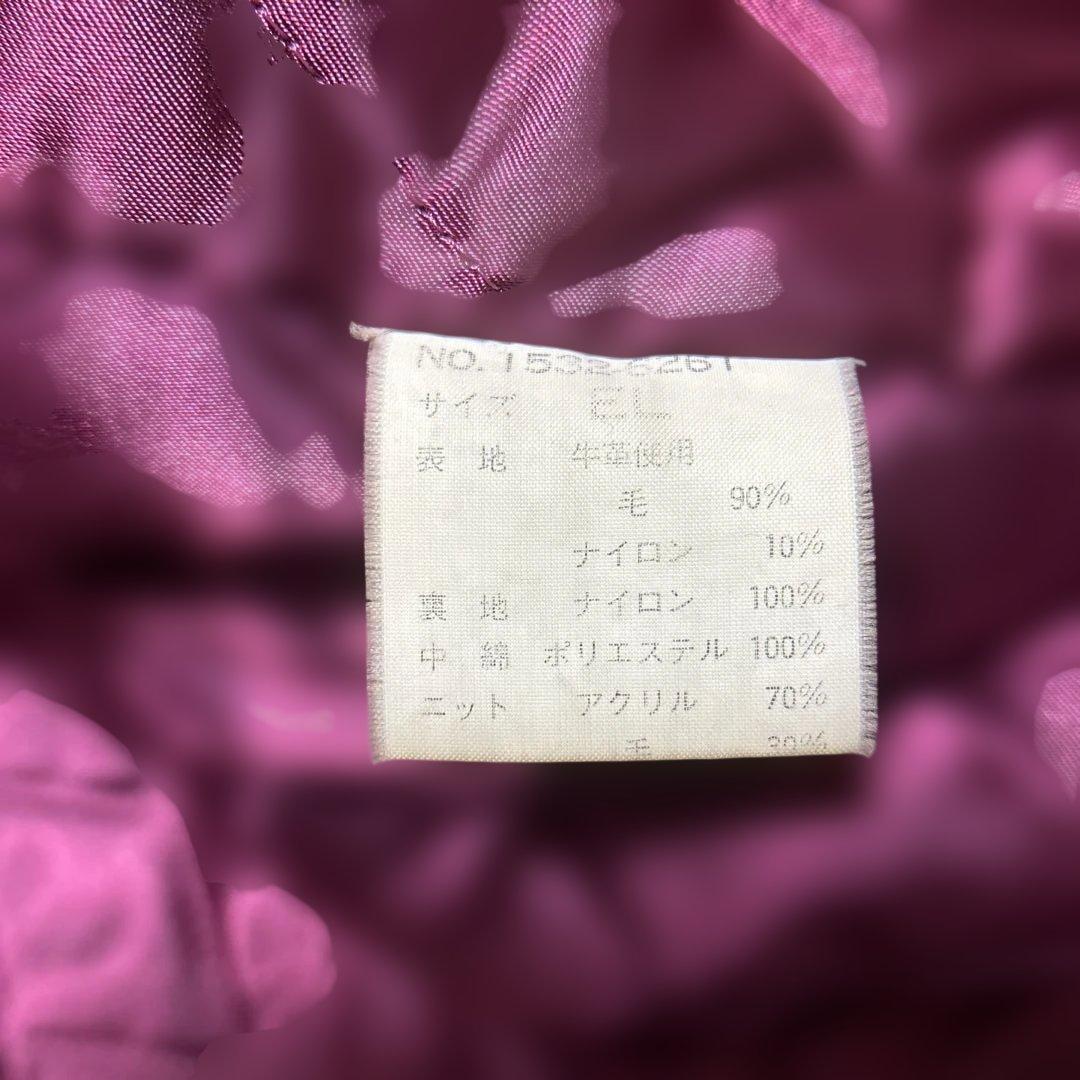 NO. 1532-6261
サイズ EL
表 地 牛革使用
毛 90%
ナイロン 10%
裏 地 ナイロン 100%
中 綿 ポリエステル 100%
ニット アクリル 70%
毛 30%